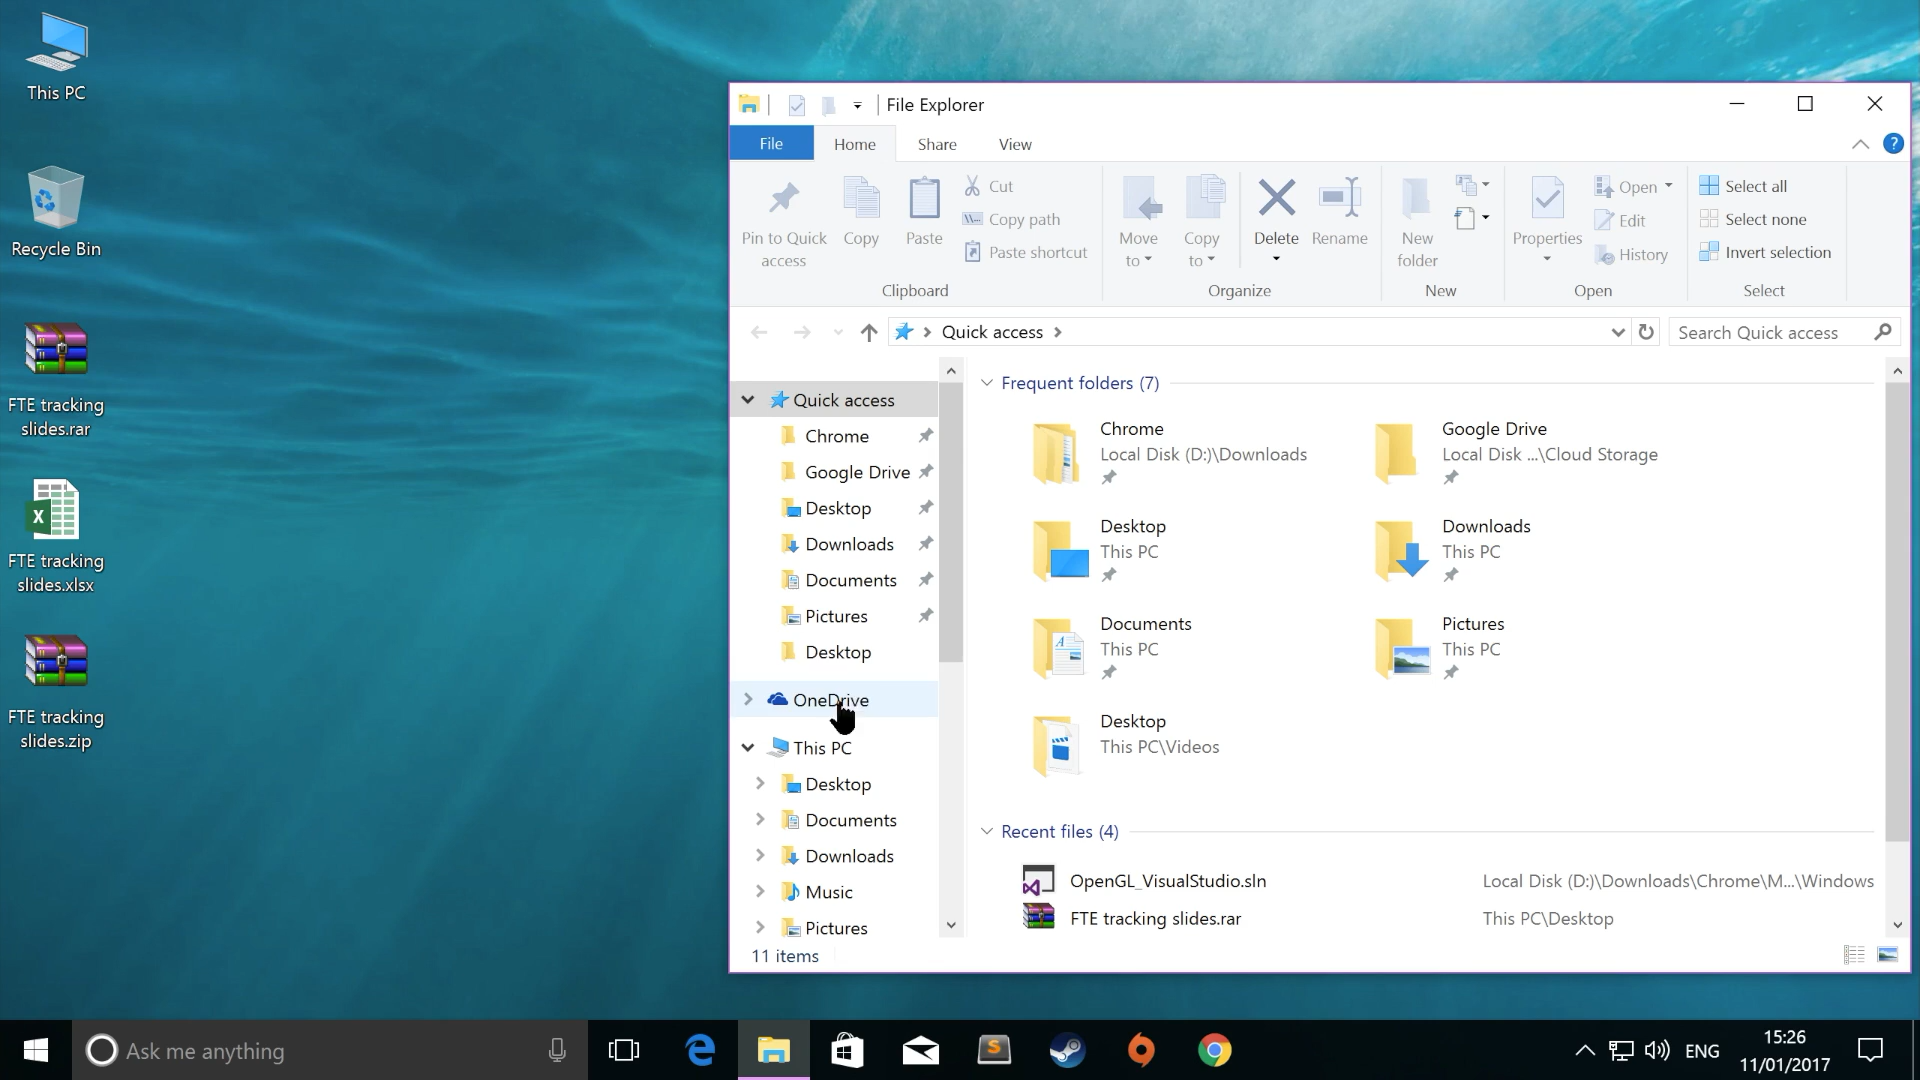 This PC
Recycle Bin
FTE tracking
slides.rar
FTE tracking
slides.xlsx
FTE tracking
slides.zip
File Explorer
File
Home
Share
View
Pin to Quick
access
Copy
Paste
Cut
Copy path
Paste shortcut
Clipboard
Move
to
Copy
to
Delete
Rename
Organize
New
folder
New
Properties
Open
Edit
History
Open
Select all
Select none
Invert selection
Select
Quick access
Search Quick access
Quick access
Chrome
Google Drive
Desktop
Downloads
Documents
Pictures
Desktop
OneDrive
This PC
Desktop
Documents
Downloads
Music
Pictures
Frequent folders (7)
Chrome
Local Disk (D:)\Downloads
Google Drive
Local Disk ...\Cloud Storage
Desktop
This PC
Downloads
This PC
Documents
This PC
Pictures
This PC
Desktop
This PC\Videos
Recent files (4)
OpenGL_VisualStudio.sln
Local Disk (D:)\Downloads\Chrome\M...\Windows
FTE tracking slides.rar
This PC\Desktop
11 items
Ask me anything
ENG
15:26
11/01/2017